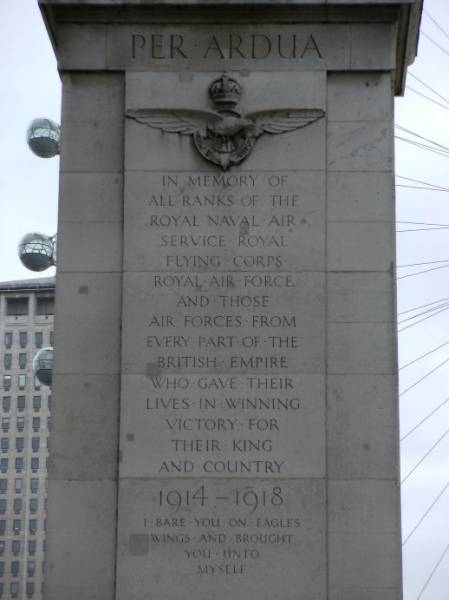 PER · ARDUA
IN · MEMORY · OF
ALL · RANKS · OF · THE
ROYAL · NAVAL · AIR
SERVICE · ROYAL
FLYING · CORPS
ROYAL · AIR · FORCE
AND · THOSE
AIR · FORCES · FROM
EVERY · PART · OF · THE
BRITISH · EMPIRE
WHO · GAVE · THEIR
LIVES · IN · WINNING
VICTORY · FOR
THEIR · KING
AND · COUNTRY
1914 – 1918
I · BARE · YOU · ON · EAGLES
WINGS · AND · BROUGHT
YOU · UNTO
MYSELF